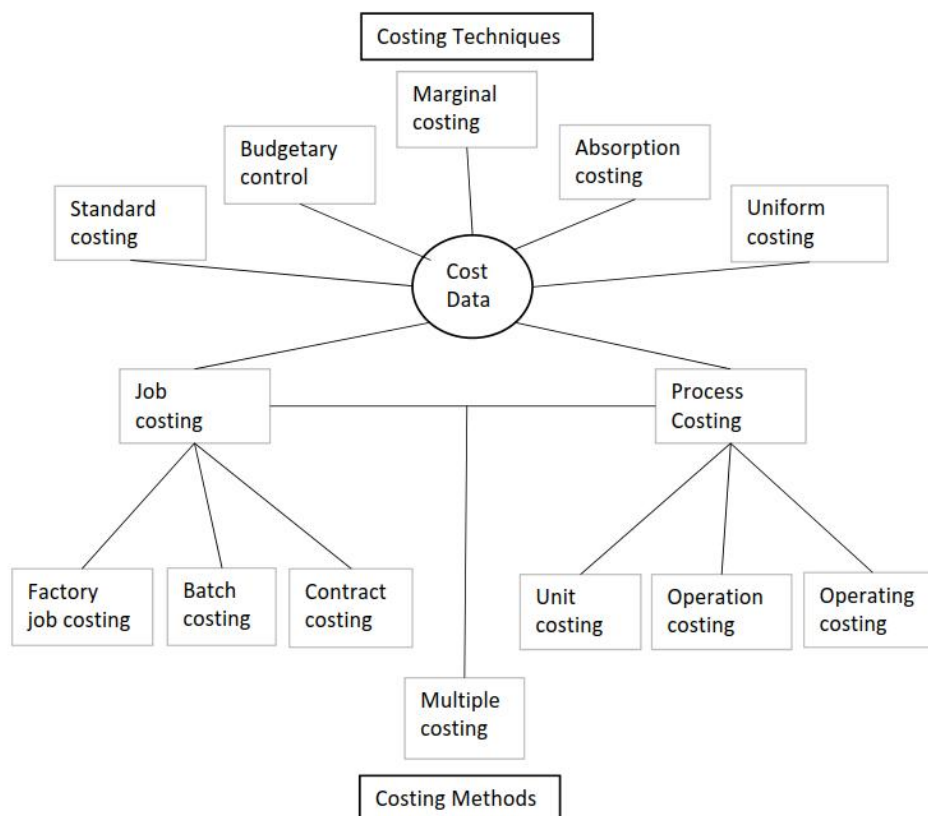 Costing Techniques
Marginal
costing
Budgetary
control
Absorption
costing
Standard
costing
Uniform
costing
Cost
Data
Job
costing
Process
Costing
Factory
job costing
Batch
costing
Contract
costing
Unit
costing
Operation
costing
Operating
costing
Multiple
costing
Costing Methods